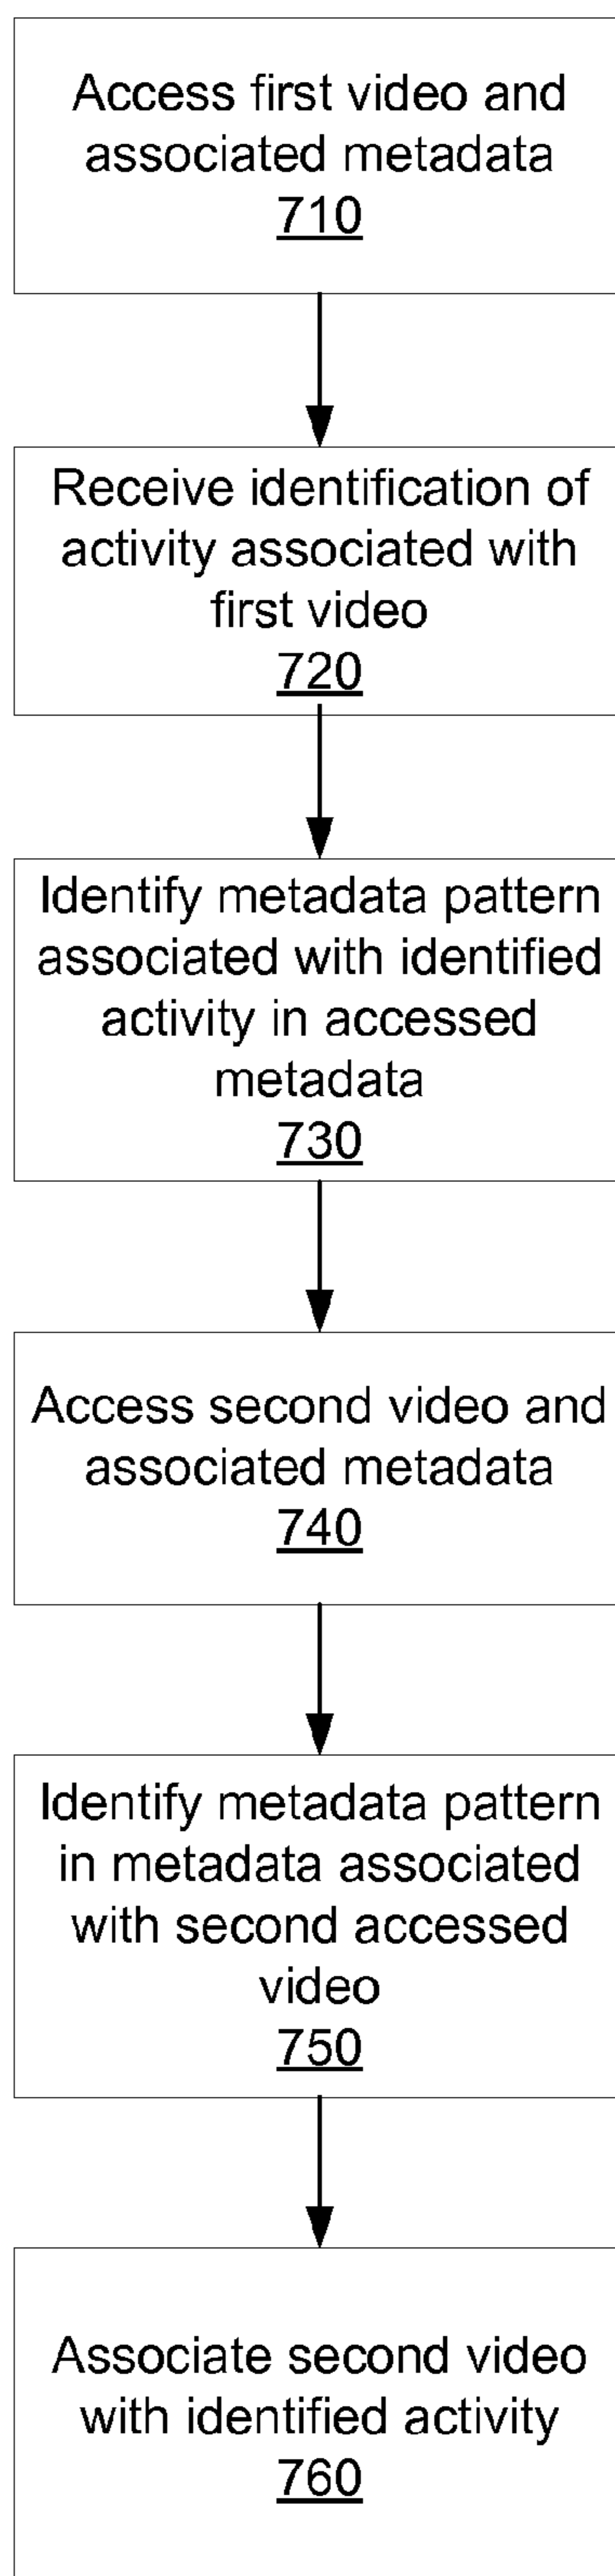 Access first video and
associated metadata
710
Receive identification of
activity associated with
first video
720
Identify metadata pattern
associated with identified
activity in accessed
metadata
730
Access second video and
associated metadata
740
Identify metadata pattern
in metadata associated
with second accessed
video
750
Associate second video
with identified activity
760